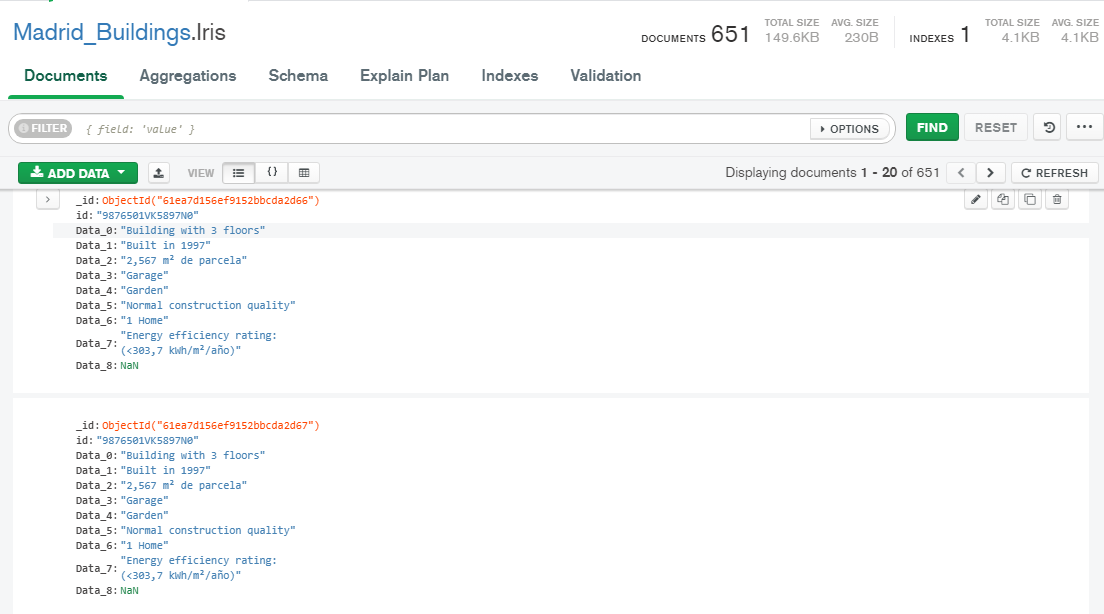 Madrid_Buildings.Iris
DOCUMENTS 651 TOTAL SIZE 149.6KB AVG. SIZE 230B INDEXES 1 TOTAL SIZE 4.1KB AVG. SIZE 4.1KB
Documents Aggregations Schema Explain Plan Indexes Validation
FILTER { field: 'value' } OPTIONS FIND RESET ...
ADD DATA VIEW {} Displaying documents 1 - 20 of 651 < > REFRESH
_id: ObjectId("61ea7d156ef9152bbcda2d66")
id: "9876501VK5897N0"
Data_0: "Building with 3 floors"
Data_1: "Built in 1997"
Data_2: "2,567 m² de parcela"
Data_3: "Garage"
Data_4: "Garden"
Data_5: "Normal construction quality"
Data_6: "1 Home"
Data_7: "Energy efficiency rating:
(<303,7 kWh/m²/año)"
Data_8: NaN
_id: ObjectId("61ea7d156ef9152bbcda2d67")
id: "9876501VK5897N0"
Data_0: "Building with 3 floors"
Data_1: "Built in 1997"
Data_2: "2,567 m² de parcela"
Data_3: "Garage"
Data_4: "Garden"
Data_5: "Normal construction quality"
Data_6: "1 Home"
Data_7: "Energy efficiency rating:
(<303,7 kWh/m²/año)"
Data_8: NaN